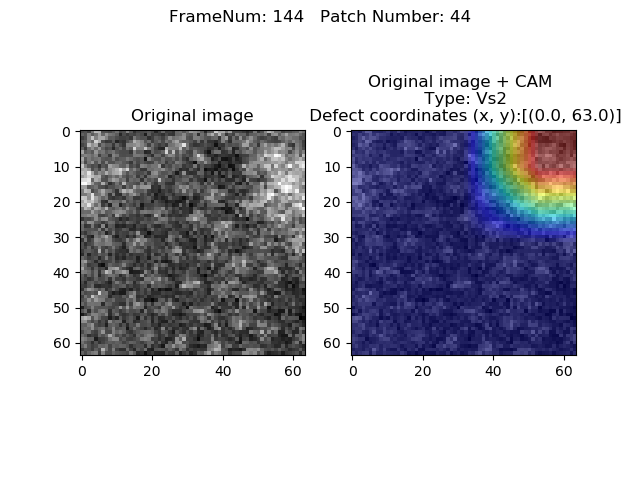 FrameNum: 144   Patch Number: 44
Original image
Original image + CAM
Type: Vs2
Defect coordinates (x, y):[(0.0, 63.0)]
0
10
20
30
40
50
60
0 20 40 60
0
10
20
30
40
50
60
0 20 40 60